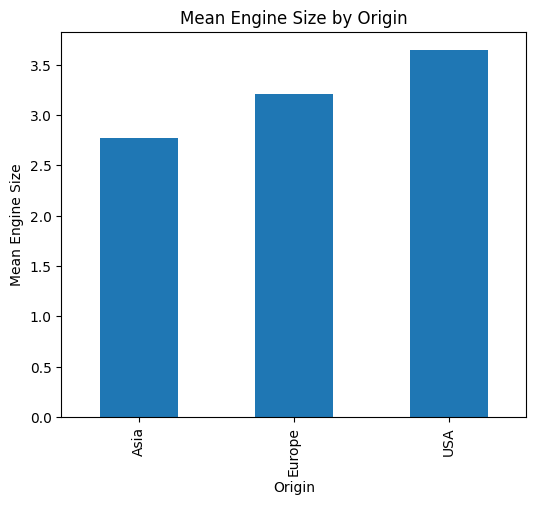 Mean Engine Size by Origin
Mean Engine Size
3.5
3.0
2.5
2.0
1.5
1.0
0.5
0.0
Asia
Europe
USA
Origin